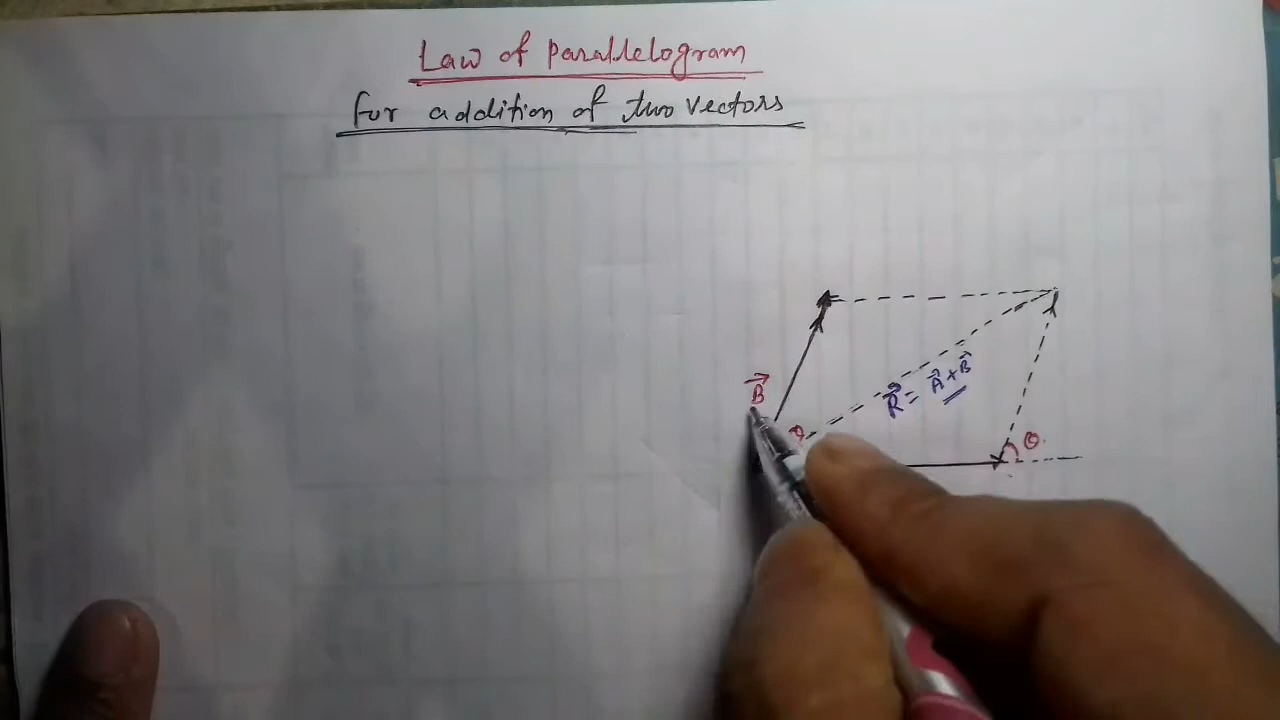 Law of Parallelogram
for addition of two vectors
B⃗
R⃗ = A⃗ + B⃗
θ
θ